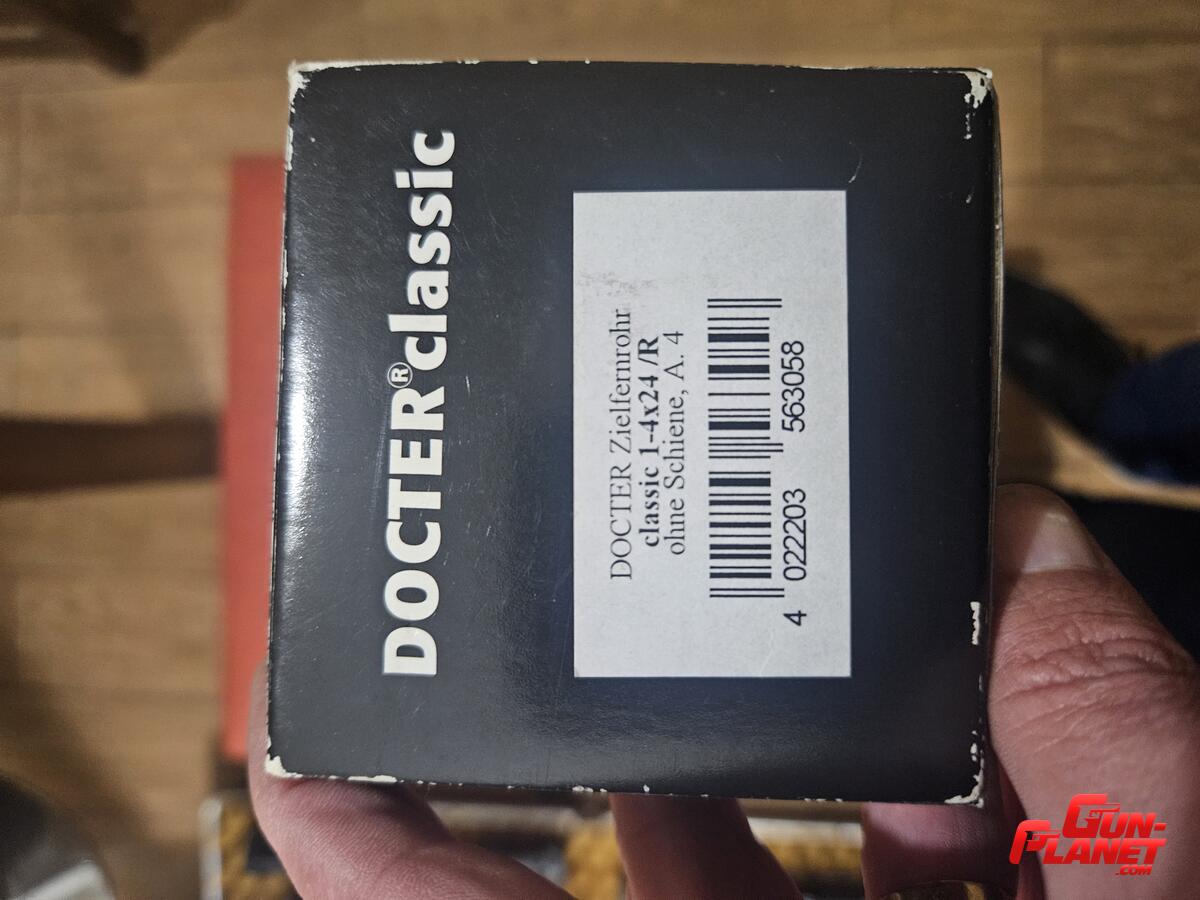 DOCTER®classic
DOCTER Zielfernrohr
classic 1-4x24 /R
ohne Schiene, A. 4
4 022203 563058
GUN-
PLANET
.COM